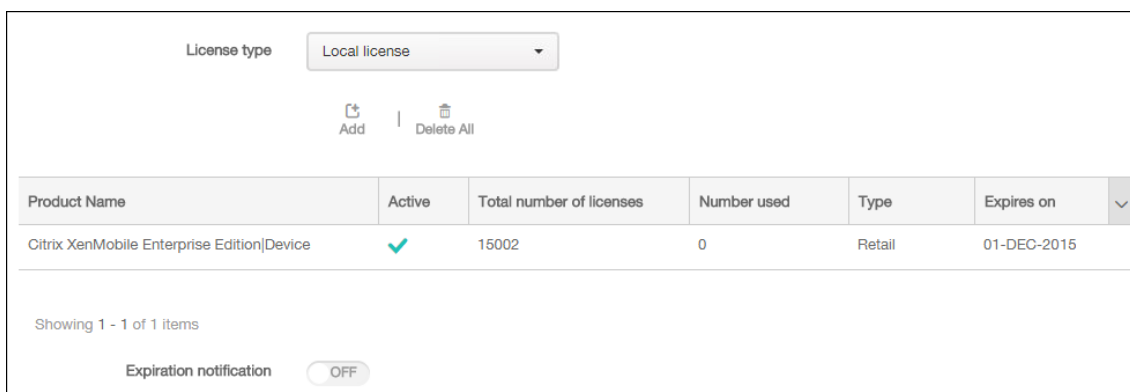 License type Local license
Add | Delete All
Product Name Active Total number of licenses Number used Type Expires on
Citrix XenMobile Enterprise Edition|Device 15002 0 Retail 01-DEC-2015
Showing 1 - 1 of 1 items
Expiration notification OFF